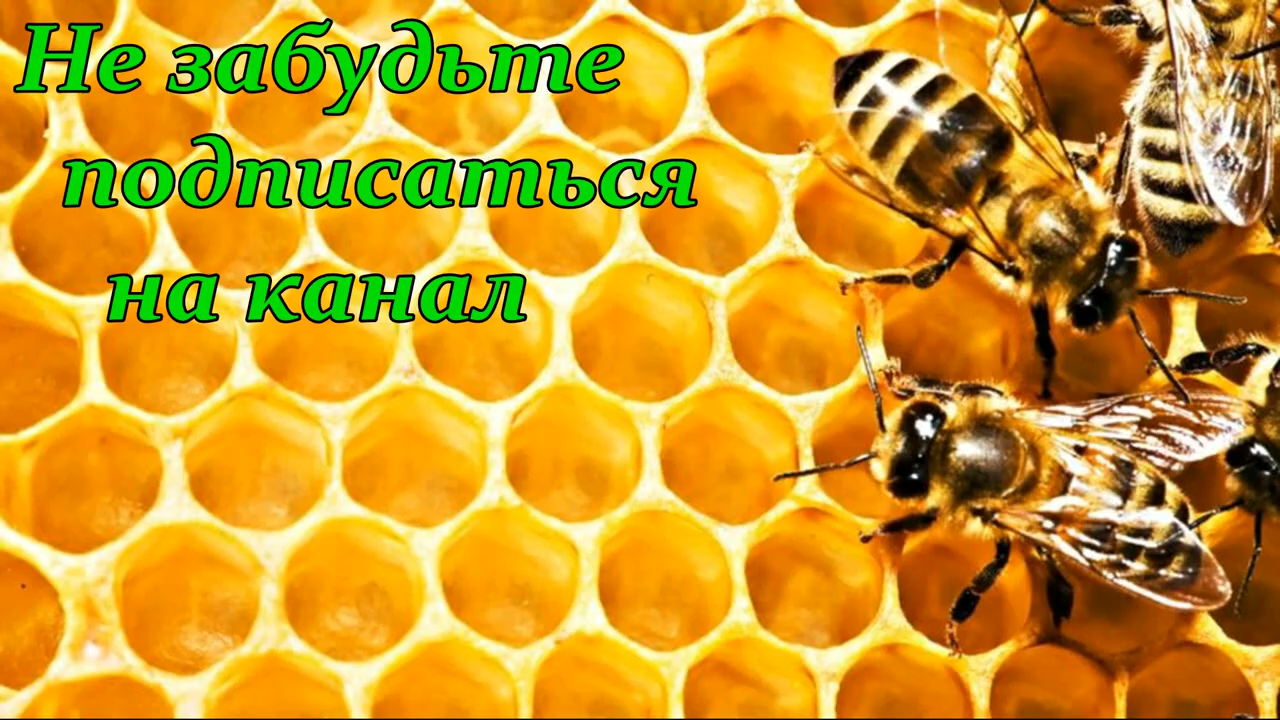 Не забудьте
подписаться
на канал